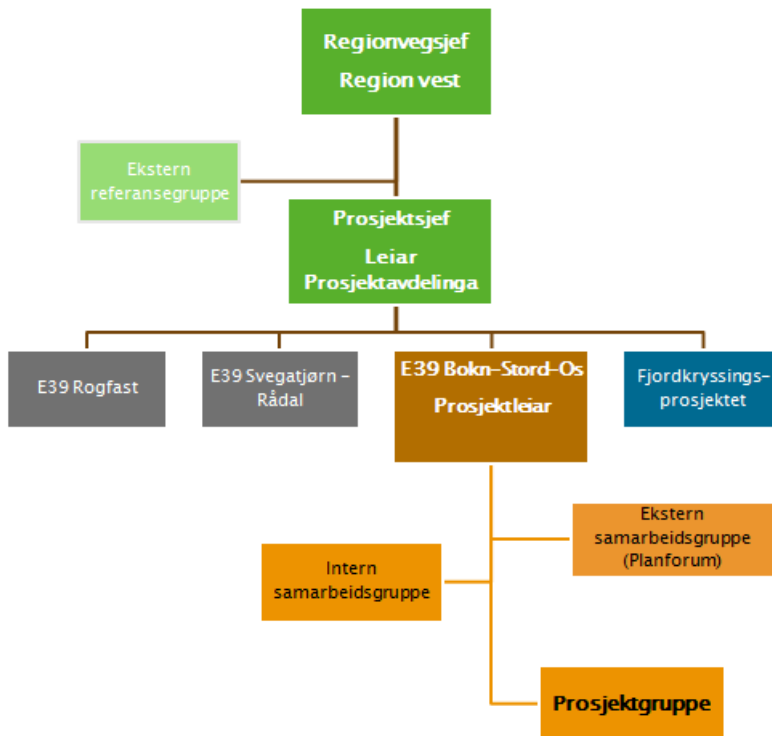 Regionvegsjef
Region vest
Ekstern
referansegruppe
Prosjektsjef
Leiar
Prosjektavdelinga
E39 Rogfast
E39 Svegatjørn –
Rådal
E39 Bokn-Stord-Os
Prosjektleiar
Fjordkryssings-
prosjektet
Ekstern
samarbeidsgruppe
(Planforum)
Intern
samarbeidsgruppe
Prosjektgruppe